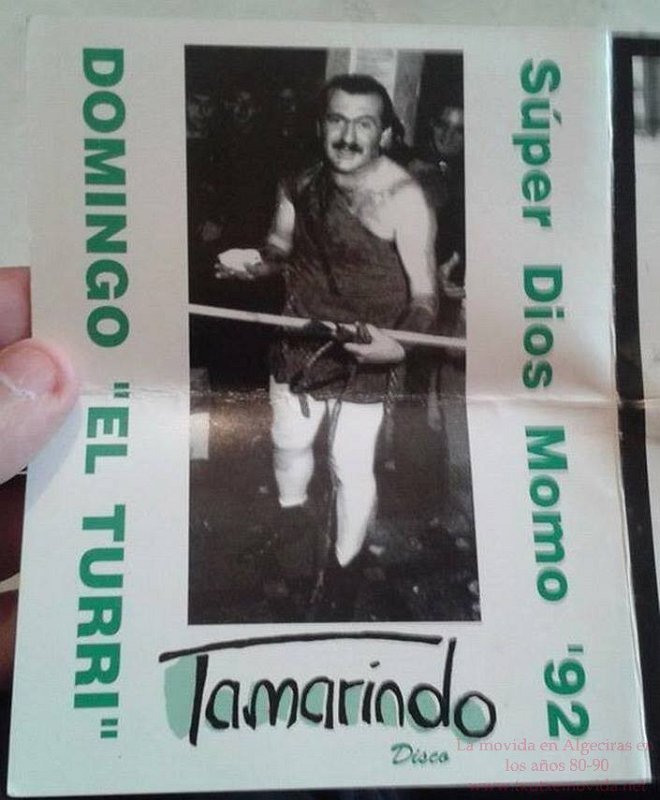 DOMINGO "EL TURRI"
Súper Dios Momo '92
Tamarindo
Disco
La movida en Algeciras en
los años 80-90